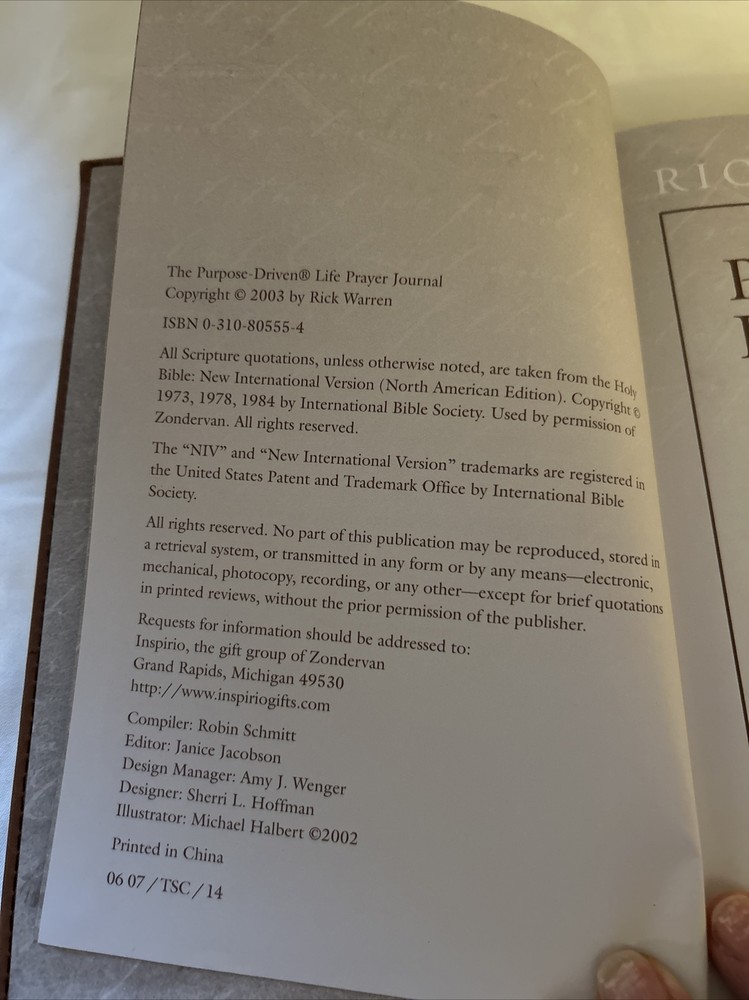 The Purpose-Driven® Life Prayer Journal
Copyright © 2003 by Rick Warren
ISBN 0-310-80555-4
All Scripture quotations, unless otherwise noted, are taken from the Holy
Bible: New International Version (North American Edition). Copyright ©
1973, 1978, 1984 by International Bible Society. Used by permission of
Zondervan. All rights reserved.
The “NIV” and “New International Version” trademarks are registered in
the United States Patent and Trademark Office by International Bible
Society.
All rights reserved. No part of this publication may be reproduced, stored in
a retrieval system, or transmitted in any form or by any means—electronic,
mechanical, photocopy, recording, or any other—except for brief quotations
in printed reviews, without the prior permission of the publisher.
Requests for information should be addressed to:
Inspirio, the gift group of Zondervan
Grand Rapids, Michigan 49530
http://www.inspiriogifts.com
Compiler: Robin Schmitt
Editor: Janice Jacobson
Design Manager: Amy J. Wenger
Designer: Sherri L. Hoffman
Illustrator: Michael Halbert ©2002
Printed in China
06 07 / TSC / 14
RIC